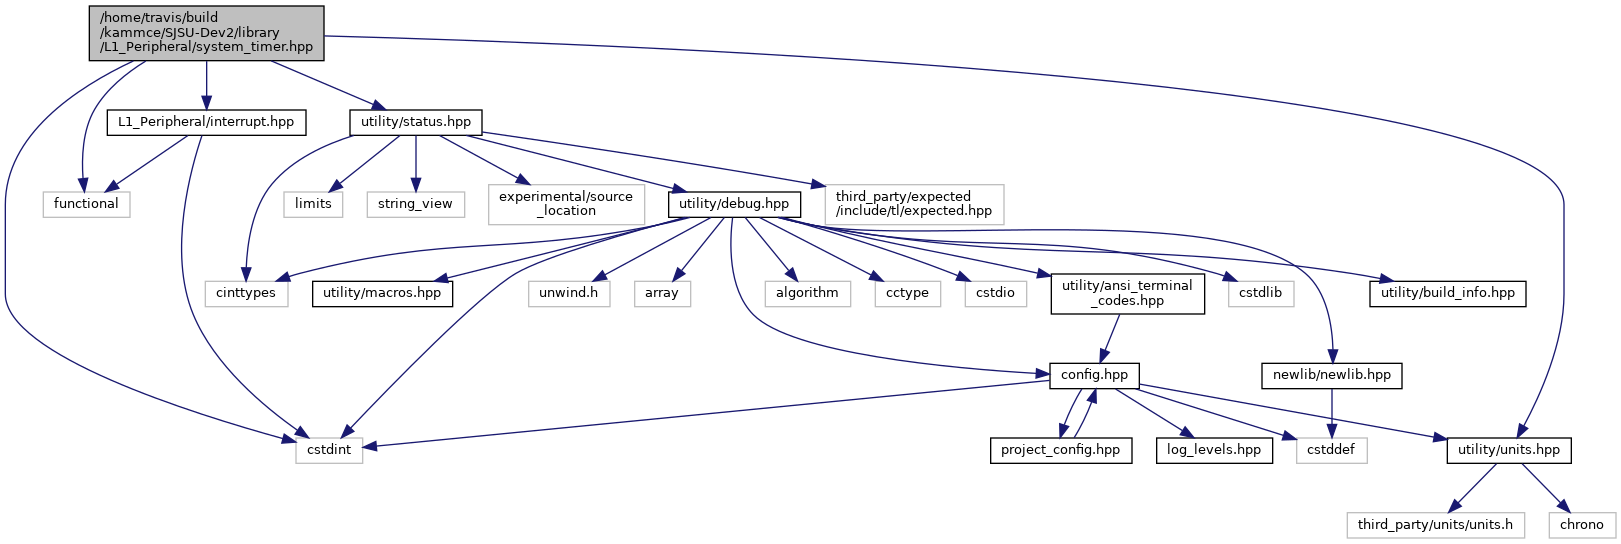 /home/travis/build
/kammce/SJSU-Dev2/library
/L1_Peripheral/system_timer.hpp
L1_Peripheral/interrupt.hpp
utility/status.hpp
functional
limits
string_view
experimental/source
_location
utility/debug.hpp
third_party/expected
/include/tl/expected.hpp
cinttypes
utility/macros.hpp
unwind.h
array
algorithm
cctype
cstdio
utility/ansi_terminal
_codes.hpp
cstdlib
utility/build_info.hpp
config.hpp
newlib/newlib.hpp
cstdint
project_config.hpp
log_levels.hpp
cstddef
utility/units.hpp
third_party/units/units.h
chrono